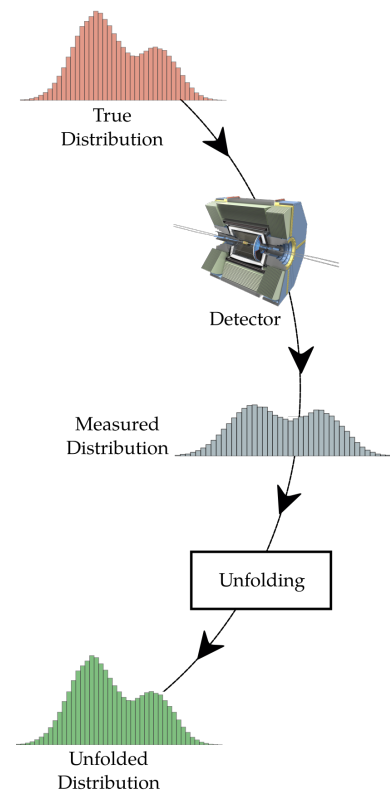 True
Distribution
Detector
Measured
Distribution
Unfolding
Unfolded
Distribution